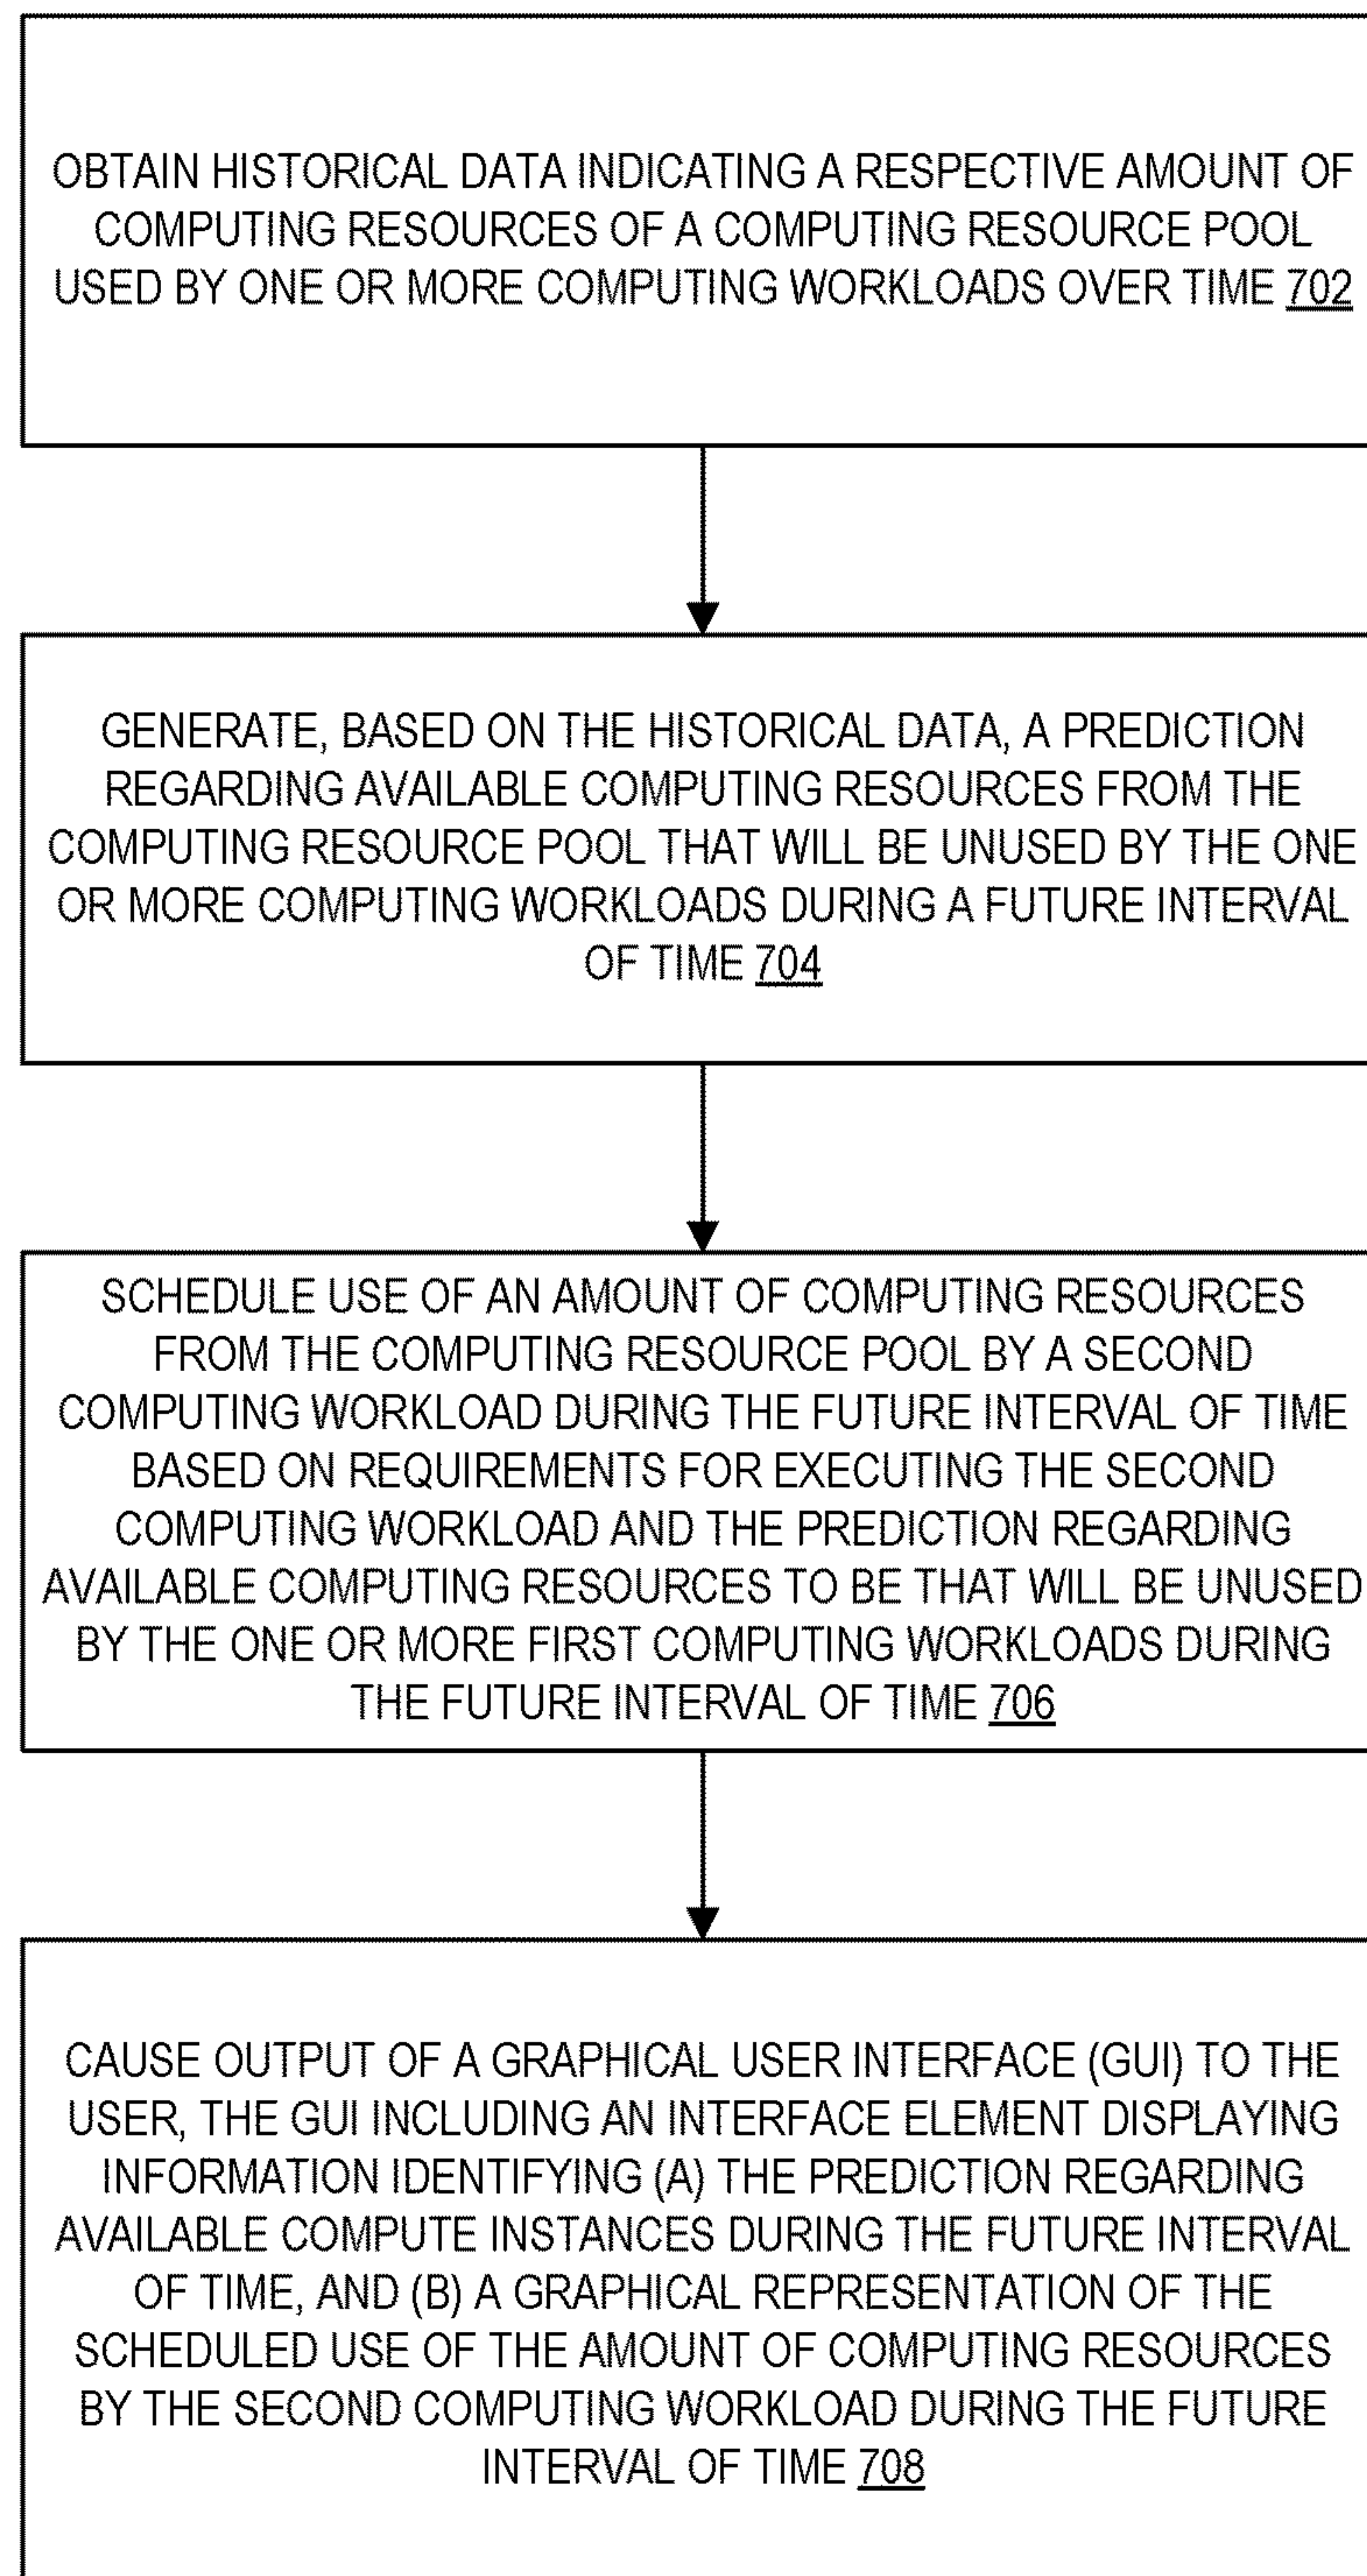 OBTAIN HISTORICAL DATA INDICATING A RESPECTIVE AMOUNT OF
COMPUTING RESOURCES OF A COMPUTING RESOURCE POOL
USED BY ONE OR MORE COMPUTING WORKLOADS OVER TIME 702
GENERATE, BASED ON THE HISTORICAL DATA, A PREDICTION
REGARDING AVAILABLE COMPUTING RESOURCES FROM THE
COMPUTING RESOURCE POOL THAT WILL BE UNUSED BY THE ONE
OR MORE COMPUTING WORKLOADS DURING A FUTURE INTERVAL
OF TIME 704
SCHEDULE USE OF AN AMOUNT OF COMPUTING RESOURCES
FROM THE COMPUTING RESOURCE POOL BY A SECOND
COMPUTING WORKLOAD DURING THE FUTURE INTERVAL OF TIME
BASED ON REQUIREMENTS FOR EXECUTING THE SECOND
COMPUTING WORKLOAD AND THE PREDICTION REGARDING
AVAILABLE COMPUTING RESOURCES TO BE THAT WILL BE UNUSED
BY THE ONE OR MORE FIRST COMPUTING WORKLOADS DURING
THE FUTURE INTERVAL OF TIME 706
CAUSE OUTPUT OF A GRAPHICAL USER INTERFACE (GUI) TO THE
USER, THE GUI INCLUDING AN INTERFACE ELEMENT DISPLAYING
INFORMATION IDENTIFYING (A) THE PREDICTION REGARDING
AVAILABLE COMPUTE INSTANCES DURING THE FUTURE INTERVAL
OF TIME, AND (B) A GRAPHICAL REPRESENTATION OF THE
SCHEDULED USE OF THE AMOUNT OF COMPUTING RESOURCES
BY THE SECOND COMPUTING WORKLOAD DURING THE FUTURE
INTERVAL OF TIME 708